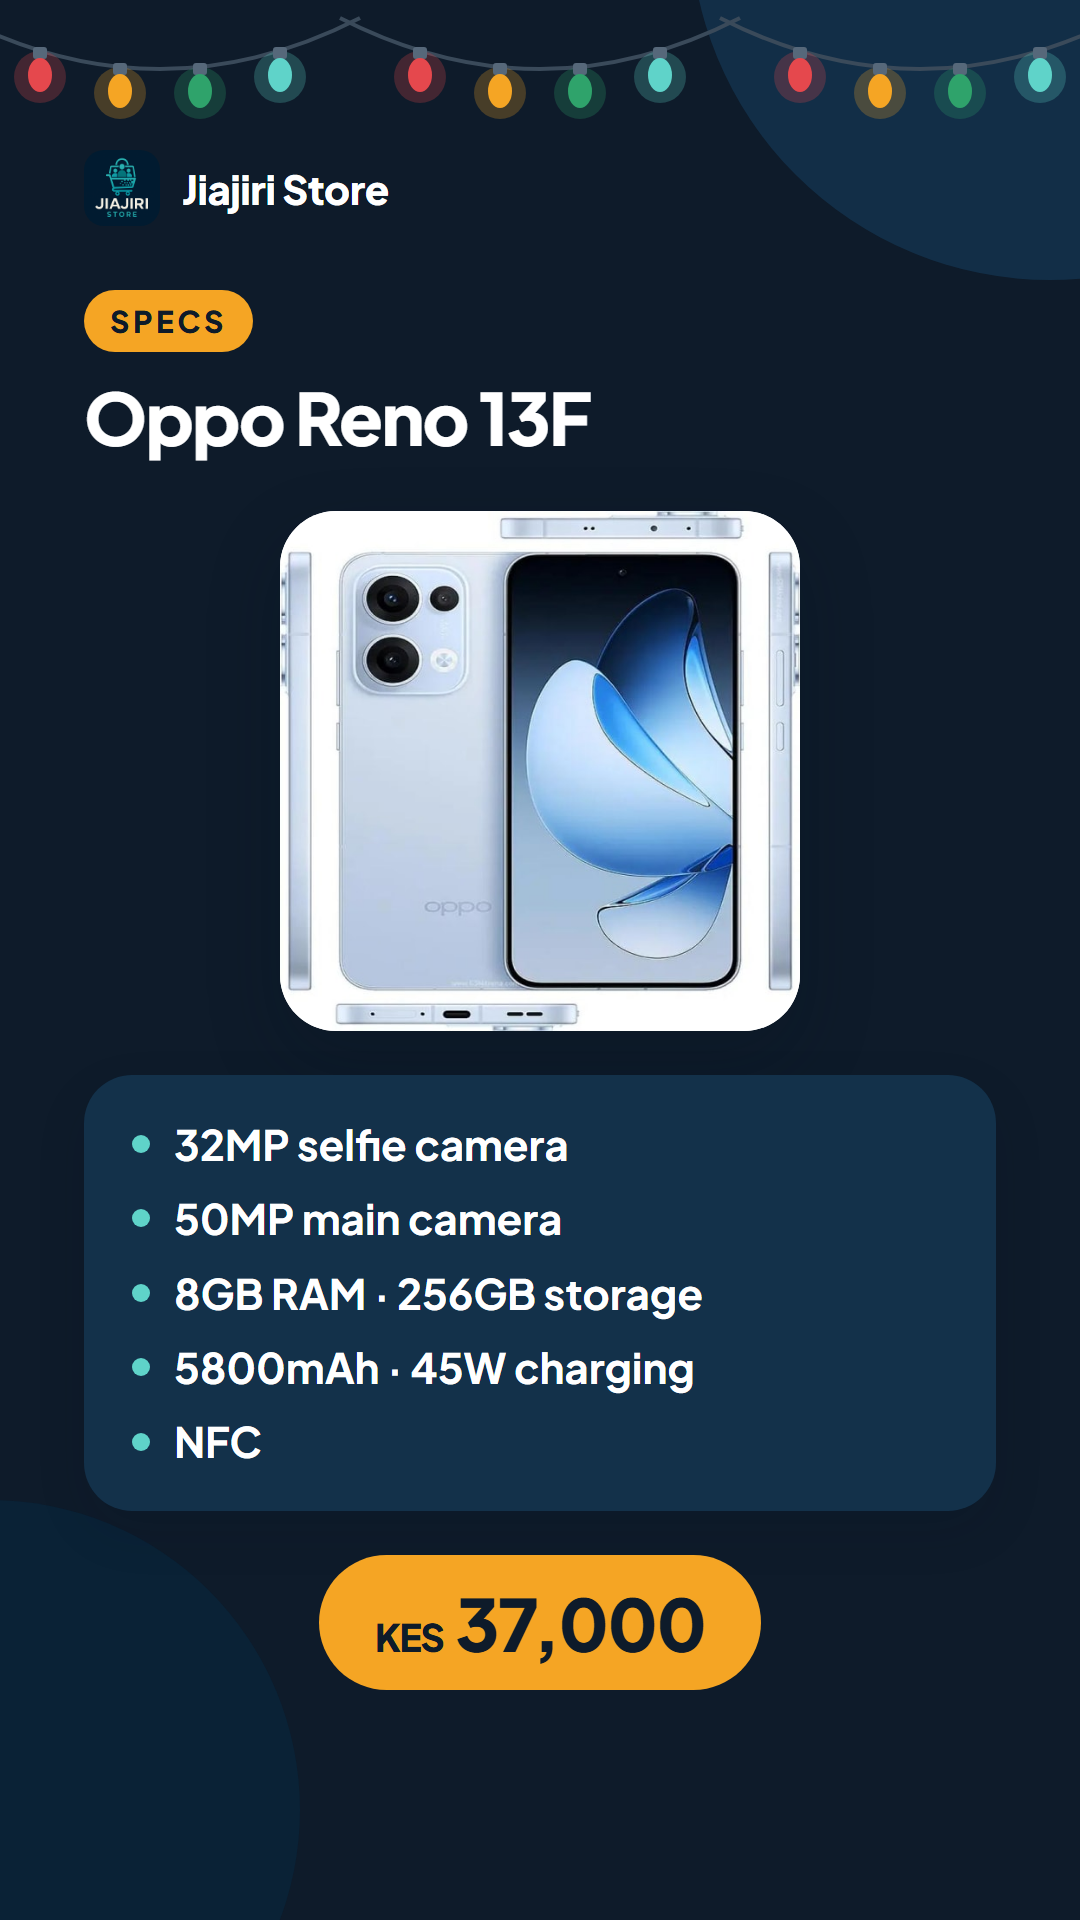 JIAJIRI
STORE
Jiajiri Store
SPECS
Oppo Reno 13F
oppo
32MP selfie camera
50MP main camera
8GB RAM · 256GB storage
5800mAh · 45W charging
NFC
KES 37,000